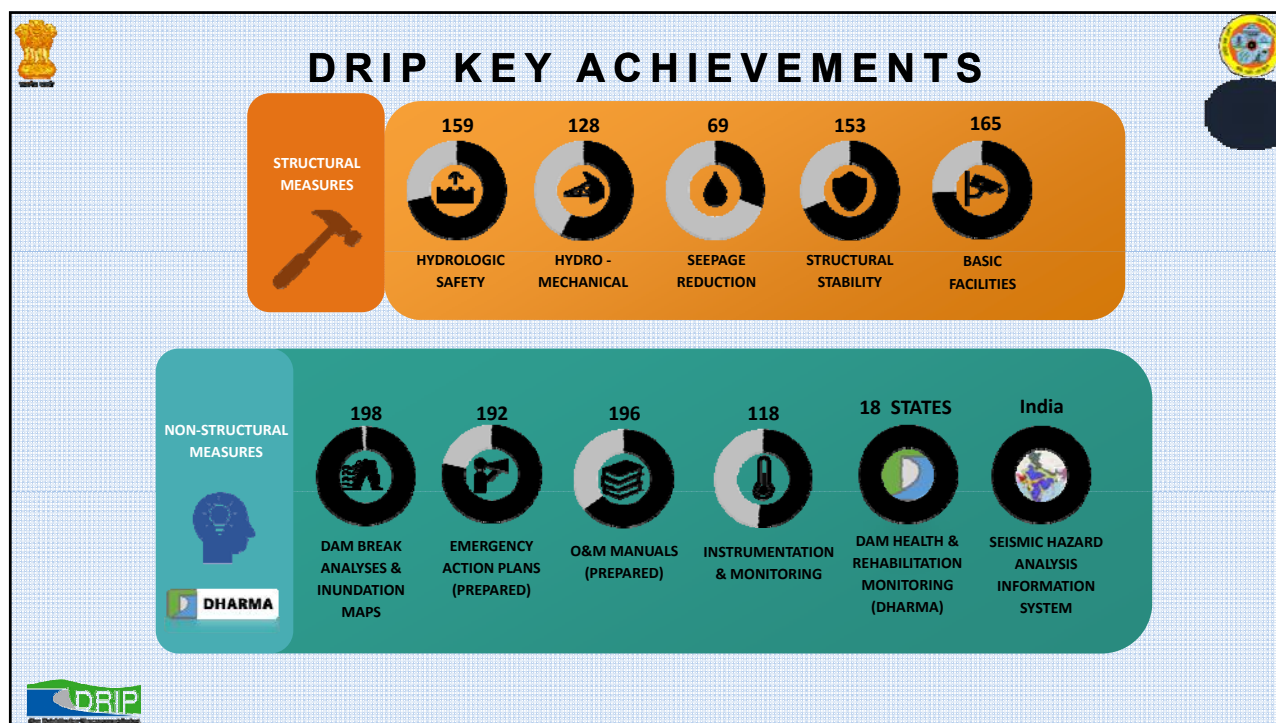 DRIP KEY ACHIEVEMENTS
STRUCTURAL
MEASURES
159
HYDROLOGIC
SAFETY
128
HYDRO -
MECHANICAL
69
SEEPAGE
REDUCTION
153
STRUCTURAL
STABILITY
165
BASIC
FACILITIES
NON-STRUCTURAL
MEASURES
DHARMA
198
DAM BREAK
ANALYSES &
INUNDATION
MAPS
192
EMERGENCY
ACTION PLANS
(PREPARED)
196
O&M MANUALS
(PREPARED)
118
INSTRUMENTATION
& MONITORING
18 STATES
DAM HEALTH &
REHABILITATION
MONITORING
(DHARMA)
India
SEISMIC HAZARD
ANALYSIS
INFORMATION
SYSTEM
DRIP